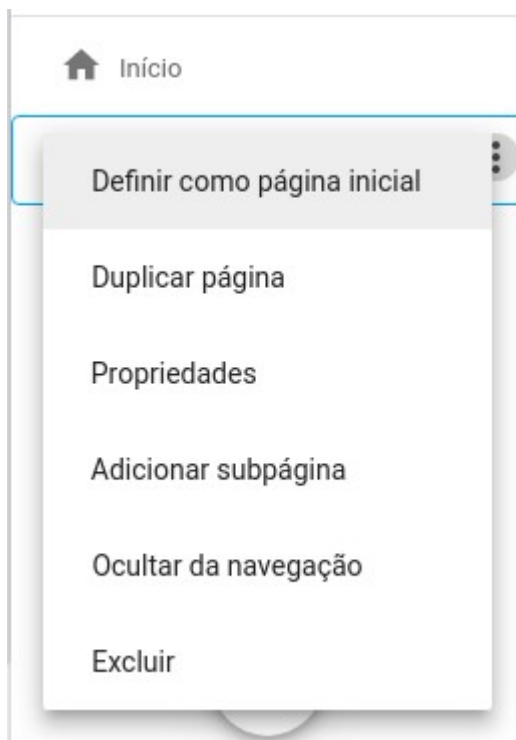 Início
Definir como página inicial
Duplicar página
Propriedades
Adicionar subpágina
Ocultar da navegação
Excluir